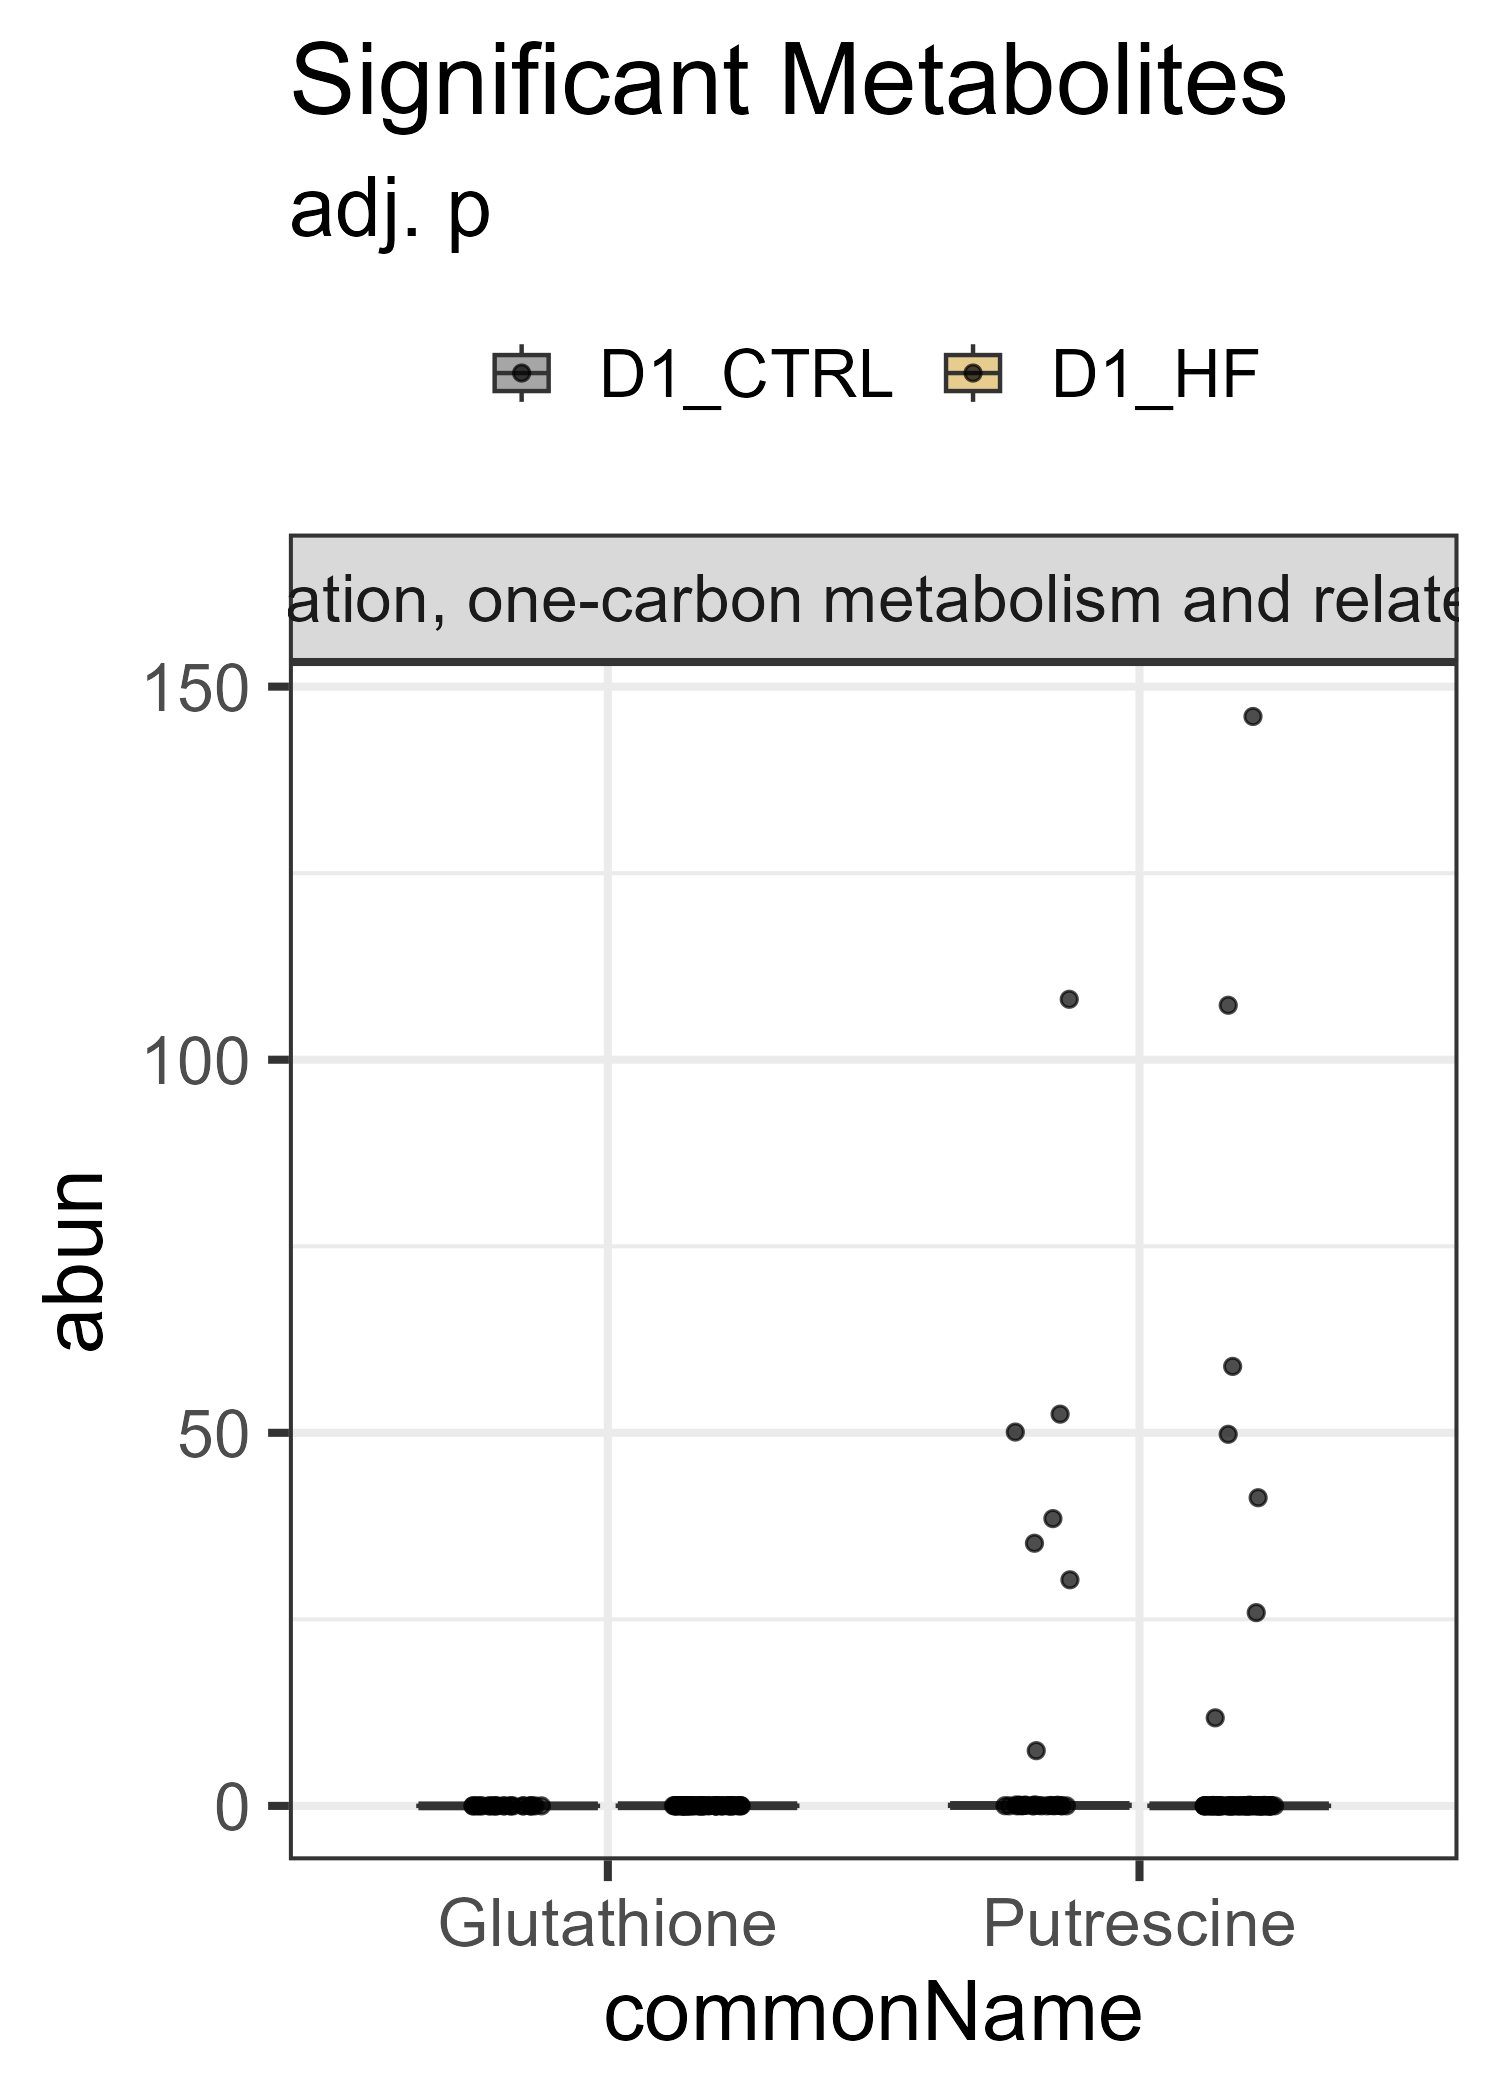 Significant Metabolites
adj. p
D1_CTRL D1_HF
ation, one-carbon metabolism and relate
150
100
50
0
abun
Glutathione Putrescine
commonName